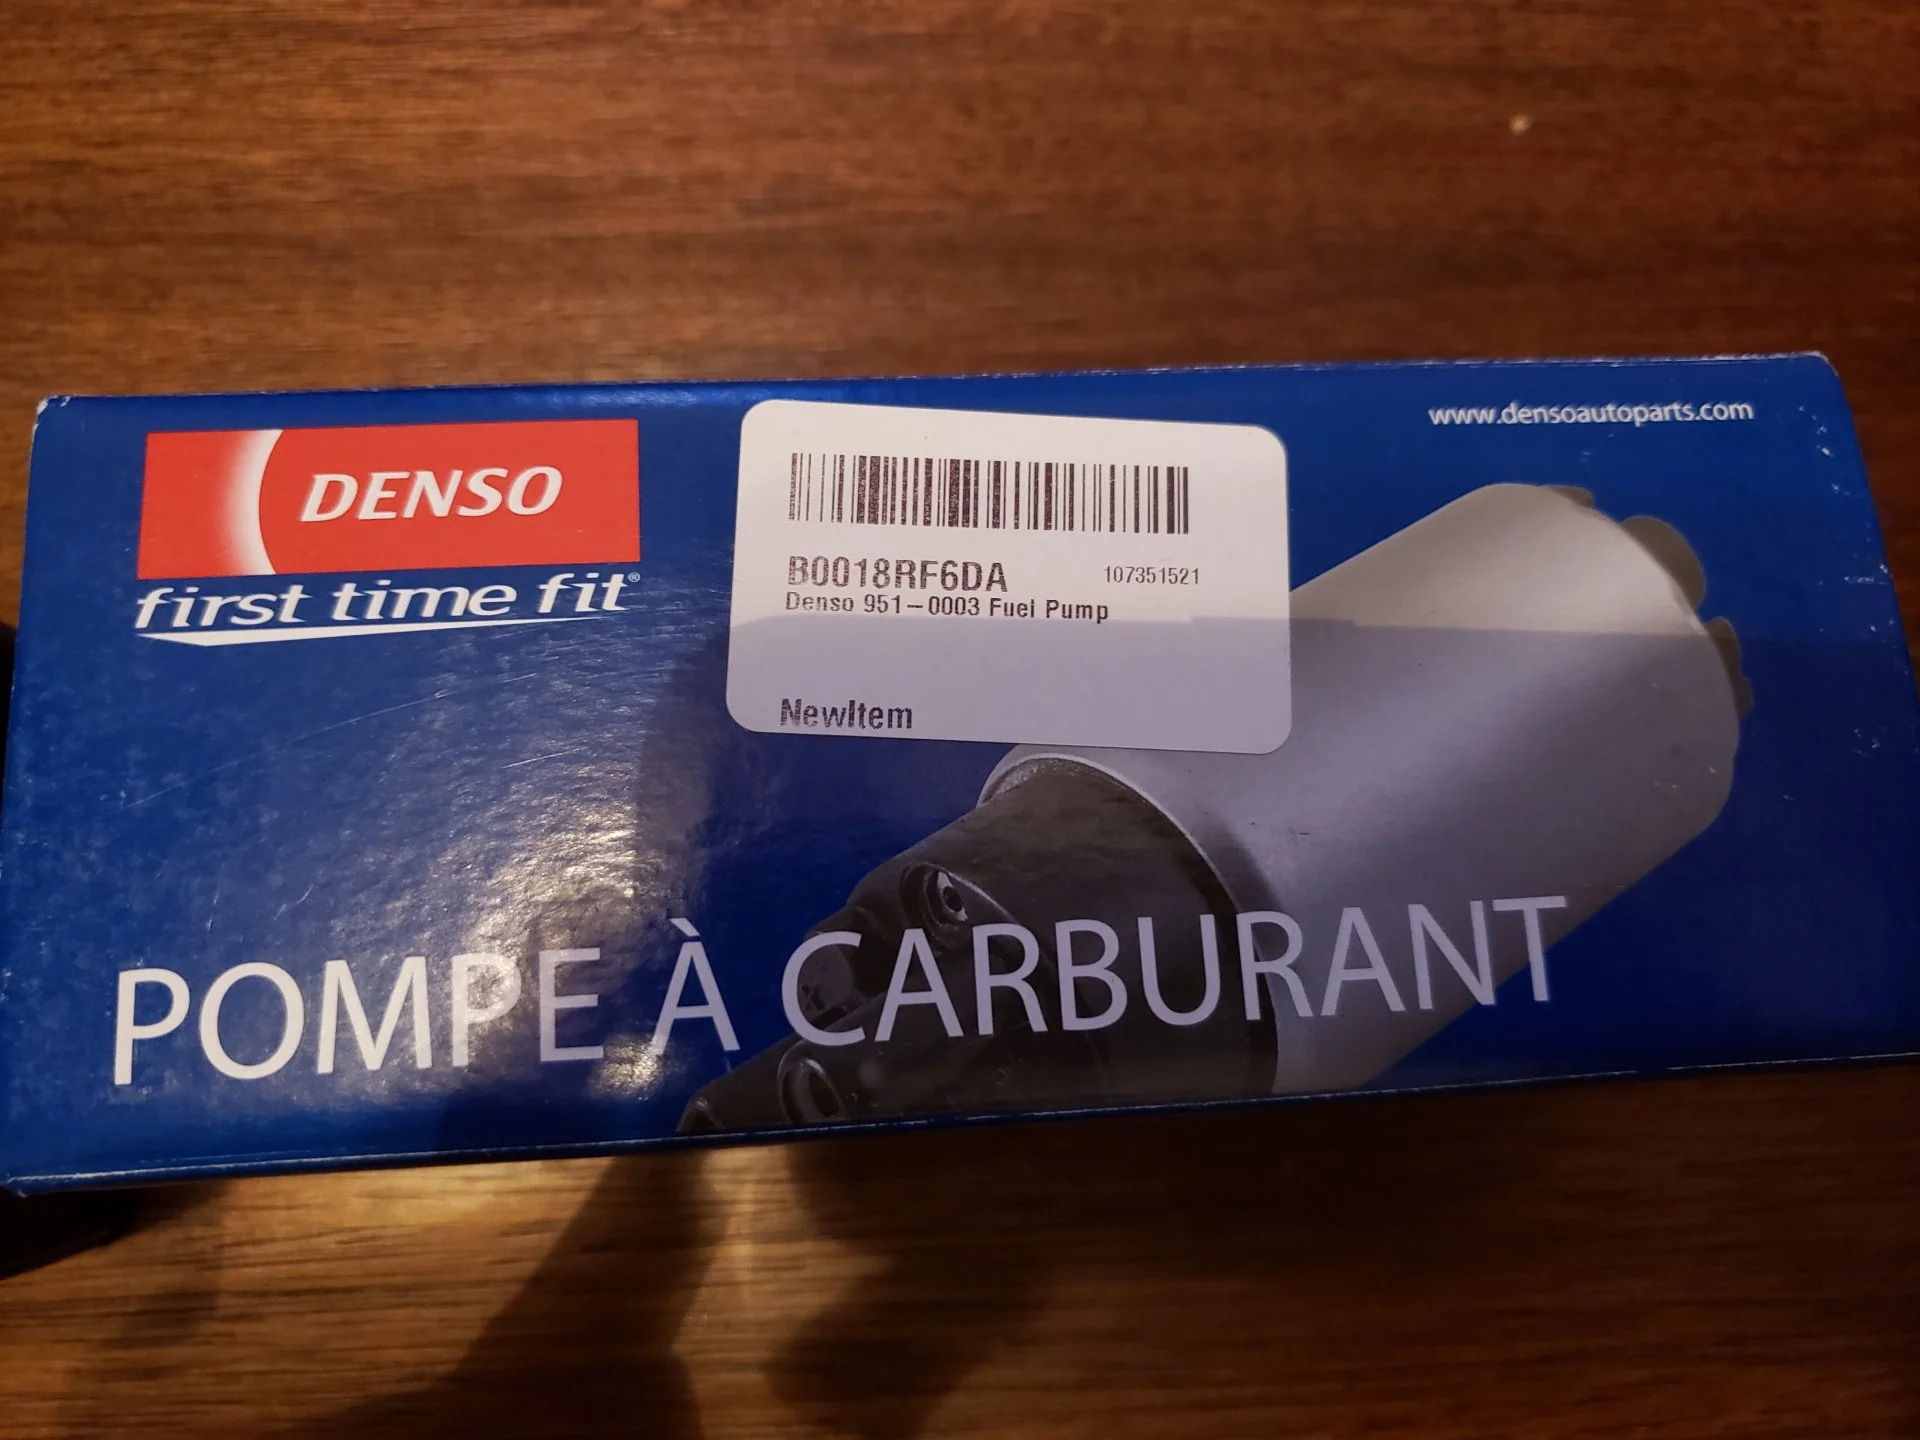 DENSO
first time fit®
B0018RF6DA 107351521
Denso 951-0003 Fuel Pump
NewItem
www.densoautoparts.com
POMPE À CARBURANT